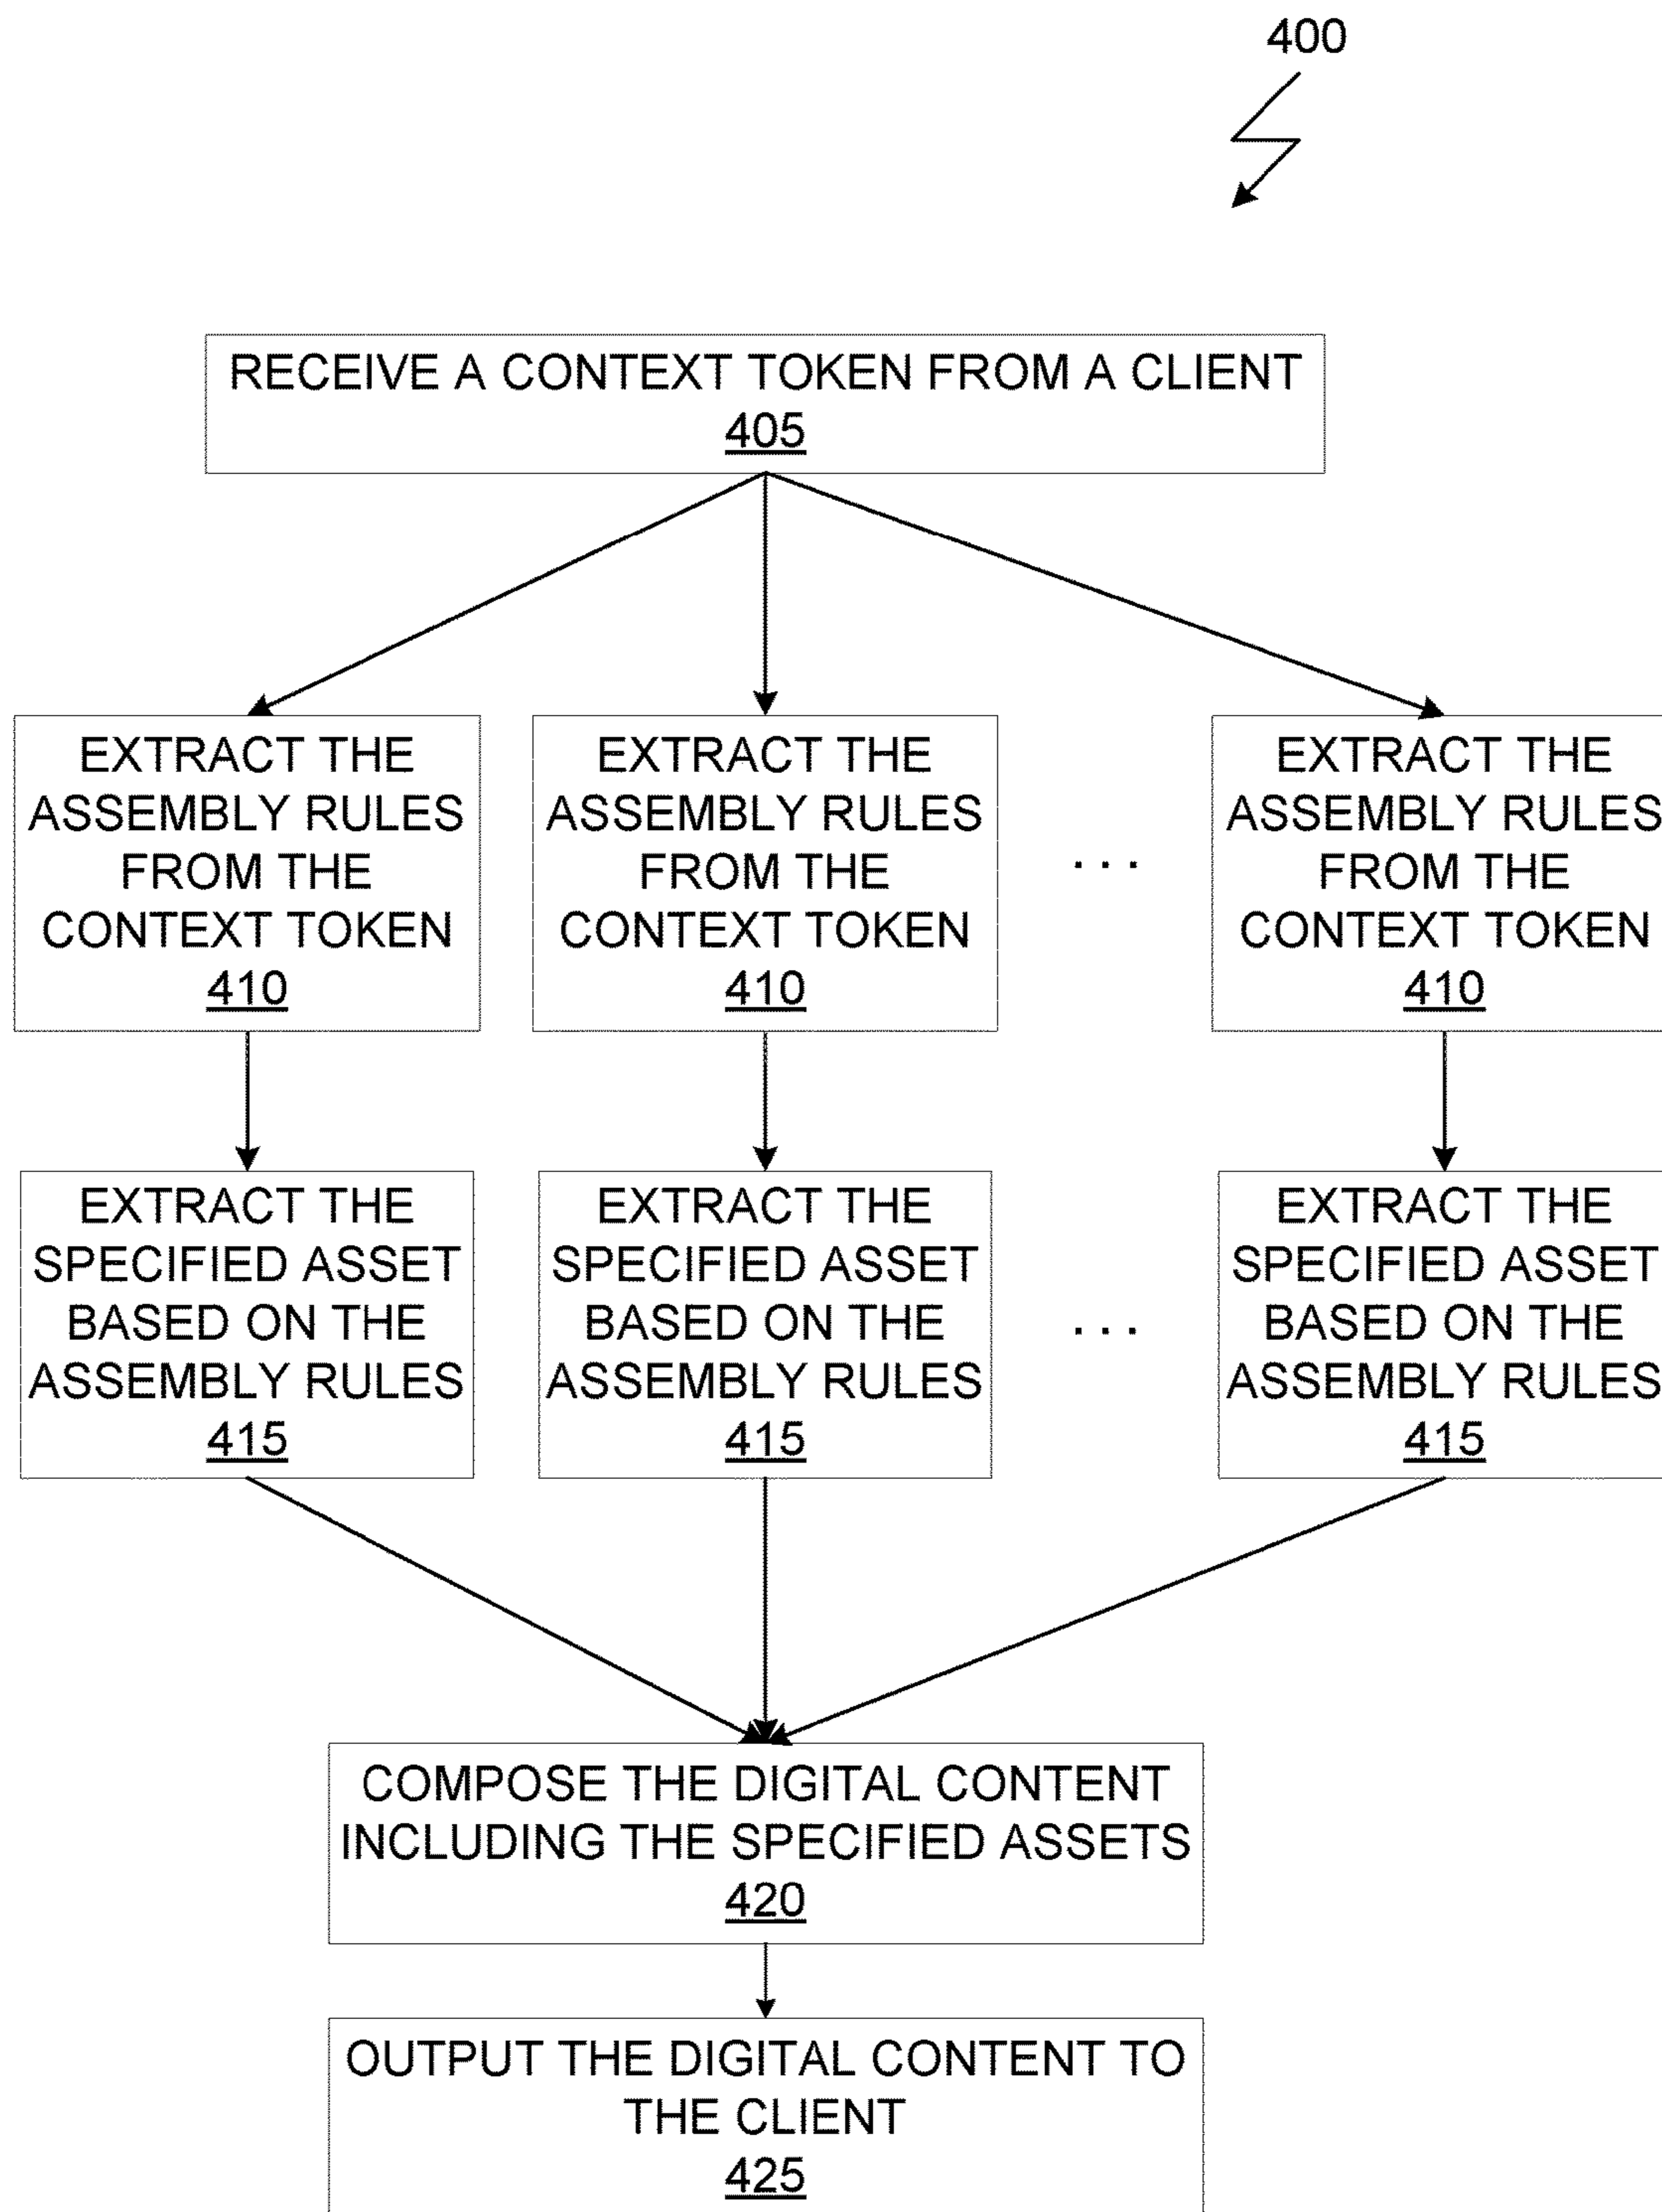 400
RECEIVE A CONTEXT TOKEN FROM A CLIENT
405
EXTRACT THE
ASSEMBLY RULES
FROM THE
CONTEXT TOKEN
410
EXTRACT THE
ASSEMBLY RULES
FROM THE
CONTEXT TOKEN
410
. . .
EXTRACT THE
ASSEMBLY RULES
FROM THE
CONTEXT TOKEN
410
EXTRACT THE
SPECIFIED ASSET
BASED ON THE
ASSEMBLY RULES
415
EXTRACT THE
SPECIFIED ASSET
BASED ON THE
ASSEMBLY RULES
415
. . .
EXTRACT THE
SPECIFIED ASSET
BASED ON THE
ASSEMBLY RULES
415
COMPOSE THE DIGITAL CONTENT
INCLUDING THE SPECIFIED ASSETS
420
OUTPUT THE DIGITAL CONTENT TO
THE CLIENT
425